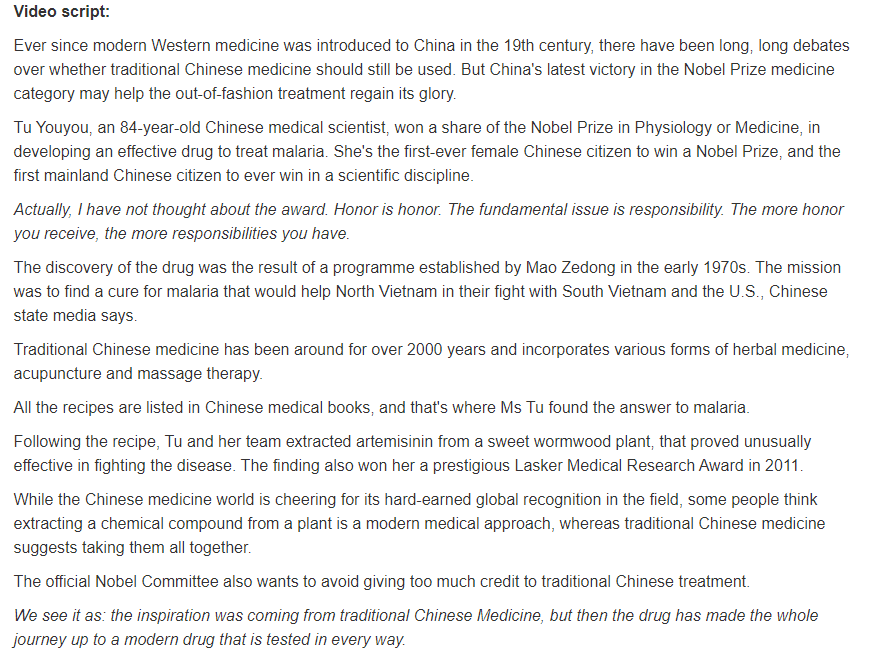 Video script:
Ever since modern Western medicine was introduced to China in the 19th century, there have been long, long debates
over whether traditional Chinese medicine should still be used. But China's latest victory in the Nobel Prize medicine
category may help the out-of-fashion treatment regain its glory.
Tu Youyou, an 84-year-old Chinese medical scientist, won a share of the Nobel Prize in Physiology or Medicine, in
developing an effective drug to treat malaria. She's the first-ever female Chinese citizen to win a Nobel Prize, and the
first mainland Chinese citizen to ever win in a scientific discipline.
Actually, I have not thought about the award. Honor is honor. The fundamental issue is responsibility. The more honor
you receive, the more responsibilities you have.
The discovery of the drug was the result of a programme established by Mao Zedong in the early 1970s. The mission
was to find a cure for malaria that would help North Vietnam in their fight with South Vietnam and the U.S., Chinese
state media says.
Traditional Chinese medicine has been around for over 2000 years and incorporates various forms of herbal medicine,
acupuncture and massage therapy.
All the recipes are listed in Chinese medical books, and that's where Ms Tu found the answer to malaria.
Following the recipe, Tu and her team extracted artemisinin from a sweet wormwood plant, that proved unusually
effective in fighting the disease. The finding also won her a prestigious Lasker Medical Research Award in 2011.
While the Chinese medicine world is cheering for its hard-earned global recognition in the field, some people think
extracting a chemical compound from a plant is a modern medical approach, whereas traditional Chinese medicine
suggests taking them all together.
The official Nobel Committee also wants to avoid giving too much credit to traditional Chinese treatment.
We see it as: the inspiration was coming from traditional Chinese Medicine, but then the drug has made the whole
journey up to a modern drug that is tested in every way.